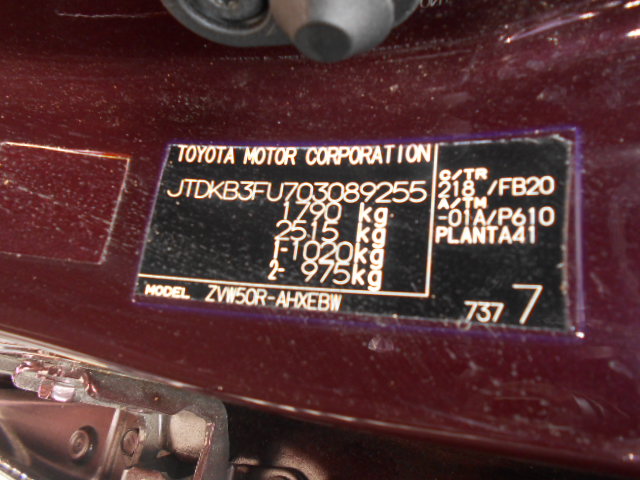 TOYOTA MOTOR CORPORATION
JTDKB3FU703089255
1790 kg
2515 kg
1-1020kg
2- 975kg
C/TR
218 /FB20
A/TM
-01A/P610
PLANTA41
MODEL ZVW50R-AHXEBW
737 7